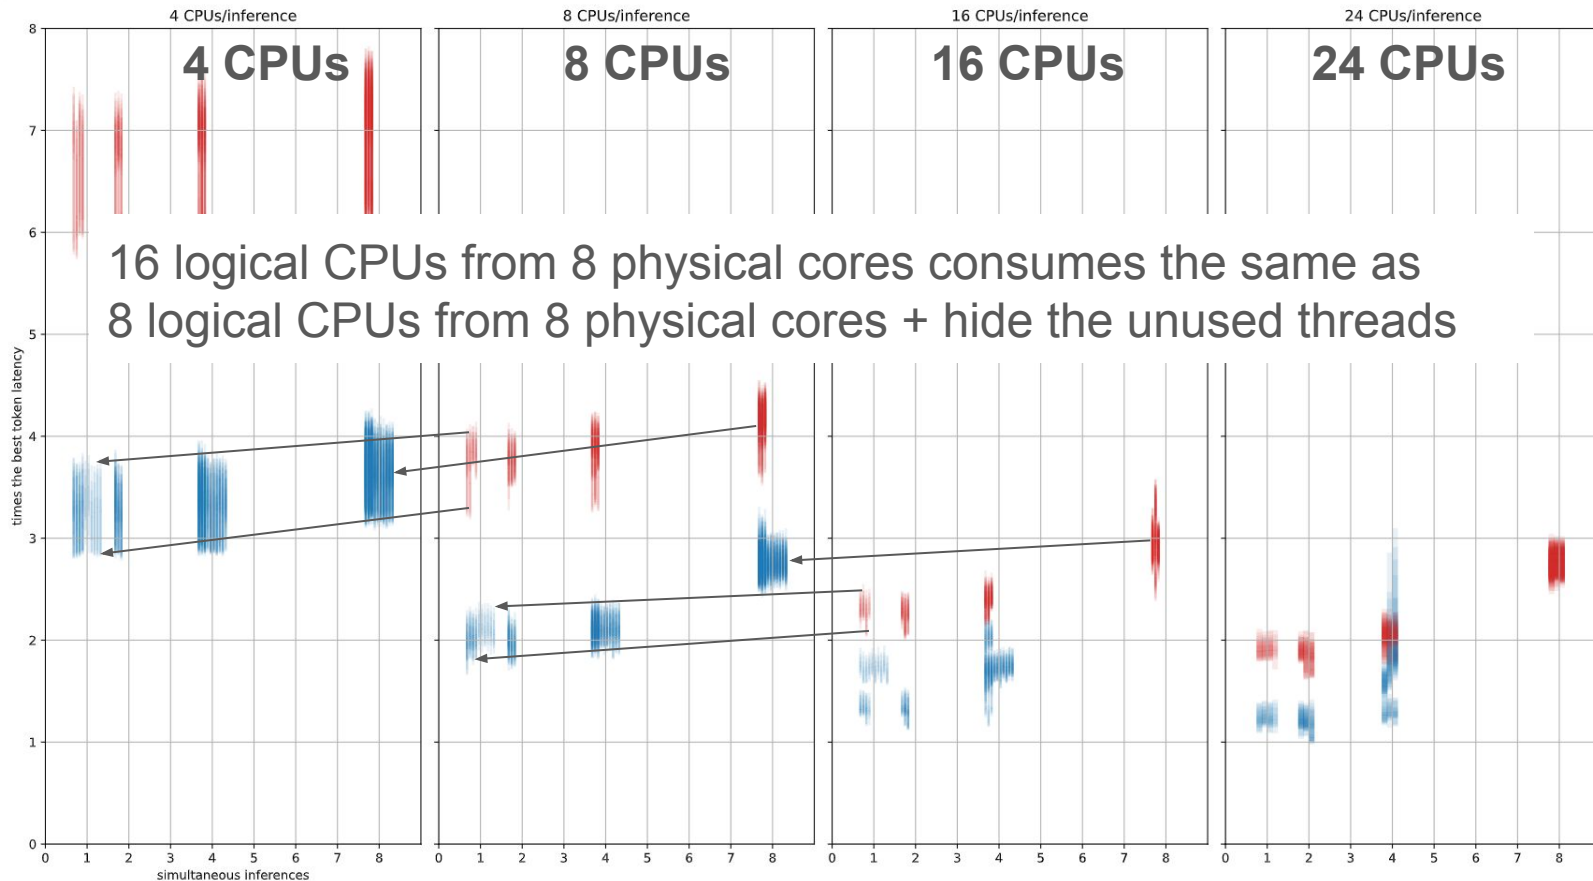 4 CPUs/inference
8 CPUs/inference
16 CPUs/inference
24 CPUs/inference
4 CPUs
8 CPUs
16 CPUs
24 CPUs
16 logical CPUs from 8 physical cores consumes the same as
8 logical CPUs from 8 physical cores + hide the unused threads
times the best token latency
8
7
6
5
4
3
2
1
0
0 1 2 3 4 5 6 7 8
0 1 2 3 4 5 6 7 8
0 1 2 3 4 5 6 7 8
0 1 2 3 4 5 6 7 8
simultaneous inferences